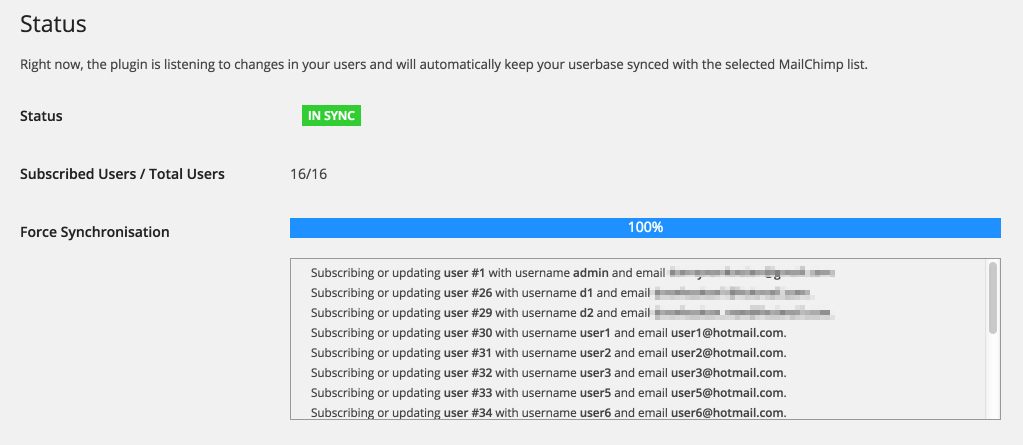 Status
Right now, the plugin is listening to changes in your users and will automatically keep your userbase synced with the selected MailChimp list.
Status IN SYNC
Subscribed Users / Total Users 16/16
Force Synchronisation 100%
Subscribing or updating user #1 with username admin and email
Subscribing or updating user #26 with username d1 and email
Subscribing or updating user #29 with username d2 and email
Subscribing or updating user #30 with username user1 and email user1@hotmail.com.
Subscribing or updating user #31 with username user2 and email user2@hotmail.com.
Subscribing or updating user #32 with username user3 and email user3@hotmail.com.
Subscribing or updating user #33 with username user5 and email user5@hotmail.com.
Subscribing or updating user #34 with username user6 and email user6@hotmail.com.